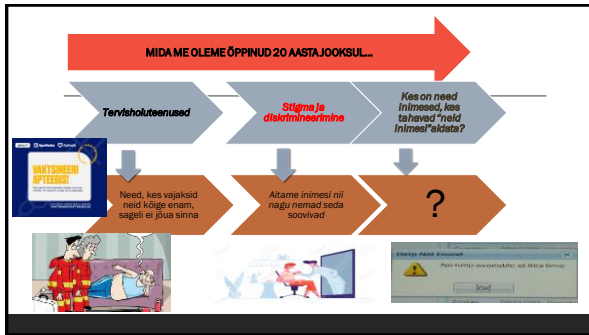 MIDA ME OLEME ÕPPINUD 20 AASTA JOOKSUL...
Tervishoiuteenused
Stigma ja
diskrimineerimine
Kes on need
inimesed, kes
tahavad "neid
inimesi"aidata?
VAKTSINEERI
APTEEGIS!
Need, kes vajaksid
neid kõige enam,
sageli ei jõua sinna
Aitame inimesi nii
nagu nemad seda
soovivad
?